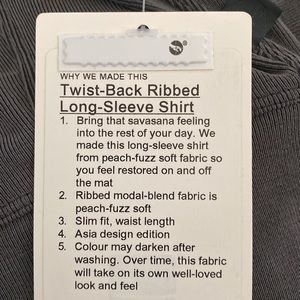 WHY WE MADE THIS
Twist-Back Ribbed
Long-Sleeve Shirt
1. Bring that savasana feeling
into the rest of your day. We
made this long-sleeve shirt
from peach-fuzz soft fabric so
you feel restored on and off
the mat
2. Ribbed modal-blend fabric is
peach-fuzz soft
3. Slim fit, waist length
4. Asia design edition
5. Colour may darken after
washing. Over time, this fabric
will take on its own well-loved
look and feel